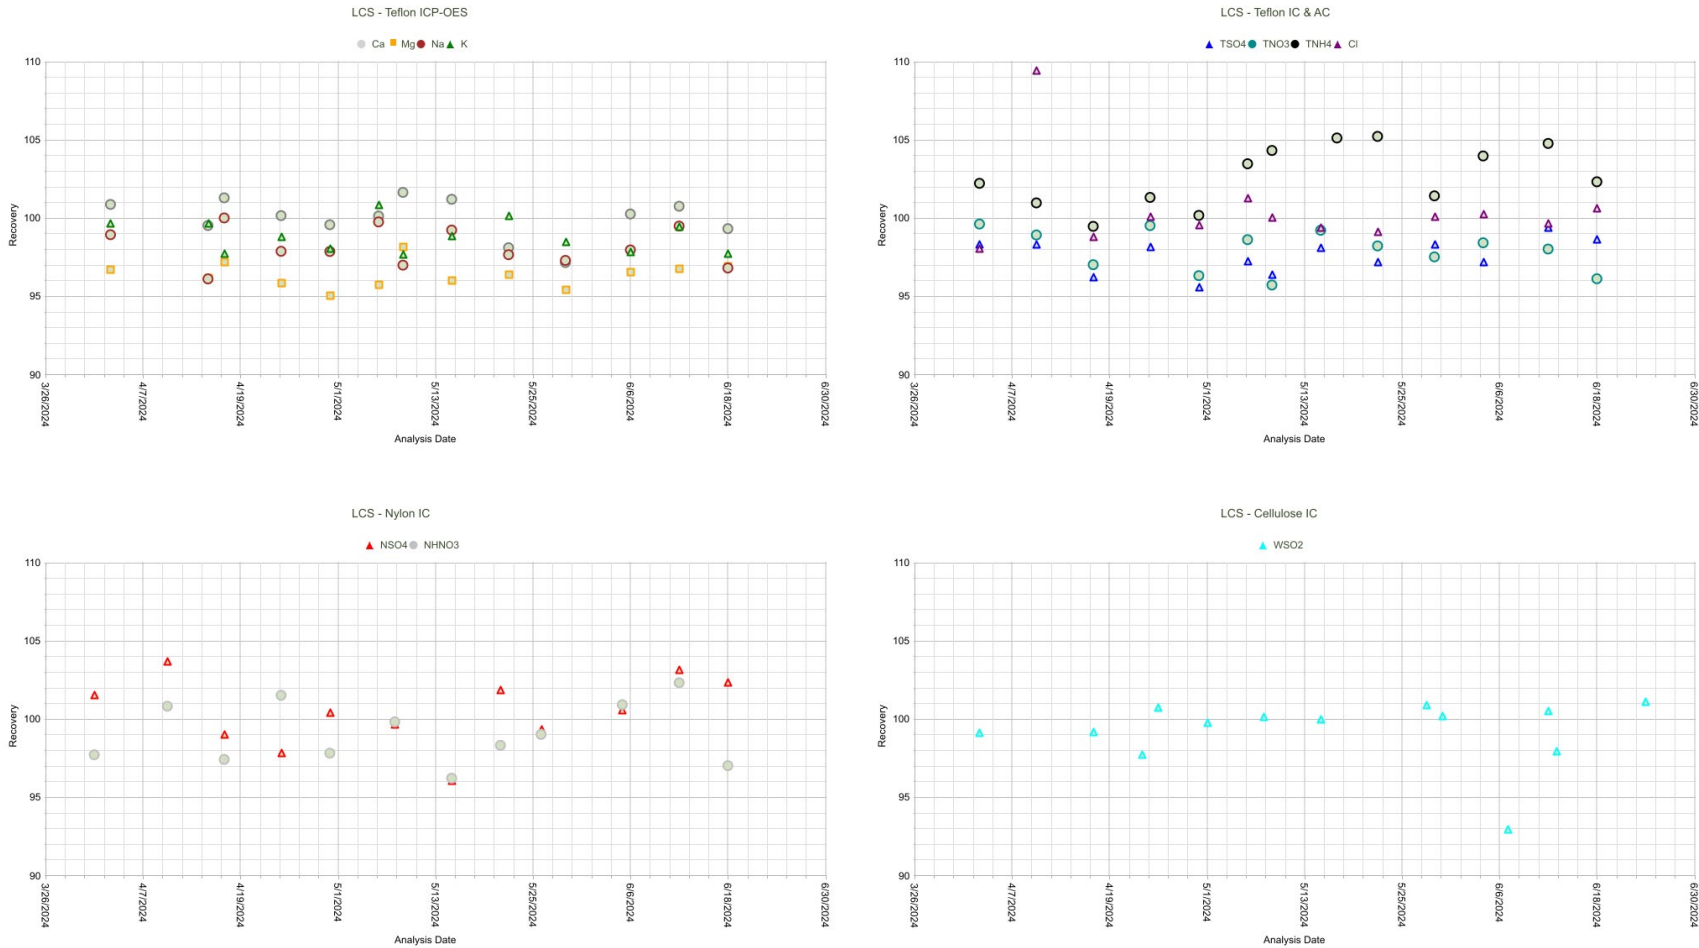 LCS - Teflon ICP-OES
Ca Mg Na K
110
105
100
95
90
Recovery
3/26/2024 4/7/2024 4/19/2024 5/1/2024 5/13/2024 5/25/2024 6/6/2024 6/18/2024 6/30/2024
Analysis Date
LCS - Teflon IC & AC
TSO4 TNO3 TNH4 Cl
110
105
100
95
90
Recovery
3/26/2024 4/7/2024 4/19/2024 5/1/2024 5/13/2024 5/25/2024 6/6/2024 6/18/2024 6/30/2024
Analysis Date
LCS - Nylon IC
NSO4 NHNO3
110
105
100
95
90
Recovery
3/26/2024 4/7/2024 4/19/2024 5/1/2024 5/13/2024 5/25/2024 6/6/2024 6/18/2024 6/30/2024
Analysis Date
LCS - Cellulose IC
WSO2
110
105
100
95
90
Recovery
3/26/2024 4/7/2024 4/19/2024 5/1/2024 5/13/2024 5/25/2024 6/6/2024 6/18/2024 6/30/2024
Analysis Date